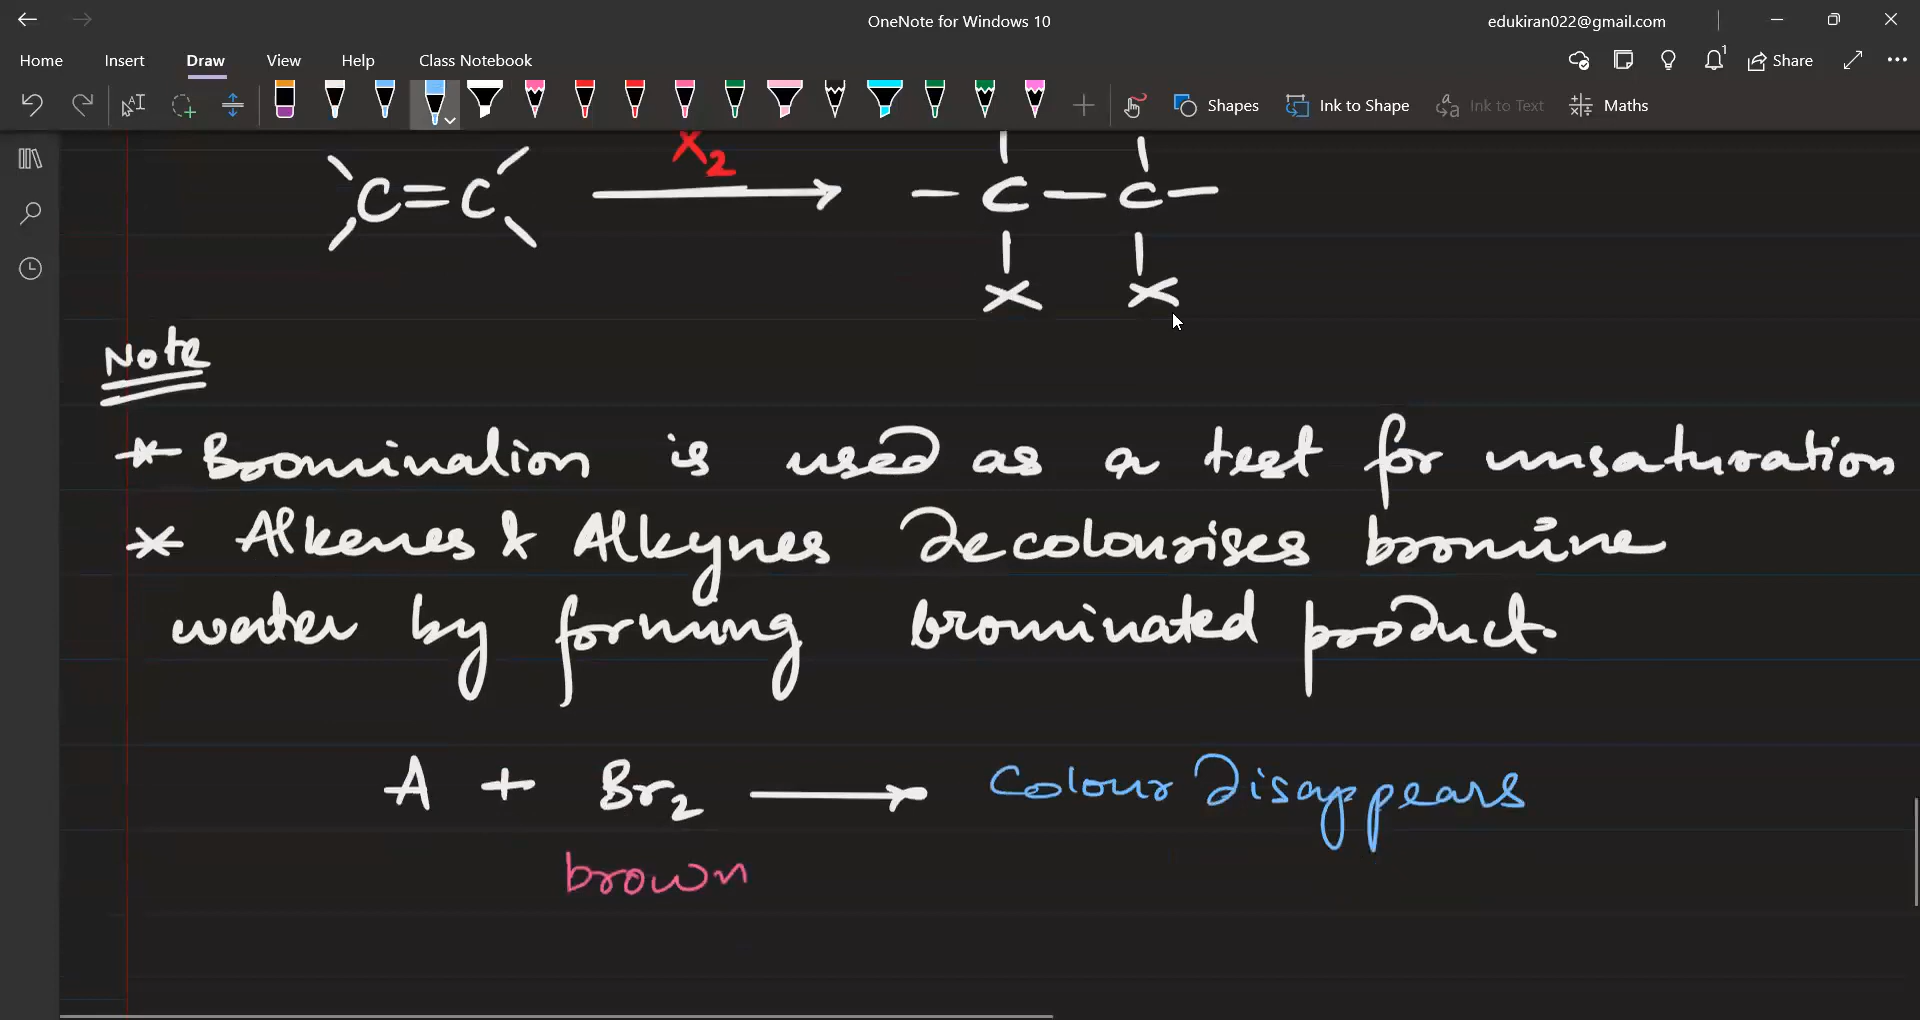 OneNote for Windows 10
edukiran022@gmail.com
Home Insert Draw View Help Class Notebook
1 Share
Shapes Ink to Shape Ink to Text Maths
X2
C=C → -C-C-
X X
Note
* Bromination is used as a test for unsaturation
* Alkenes & Alkynes decolourises bromine
water by forming brominated product.
A + Br2 → Colour Disappears
brown